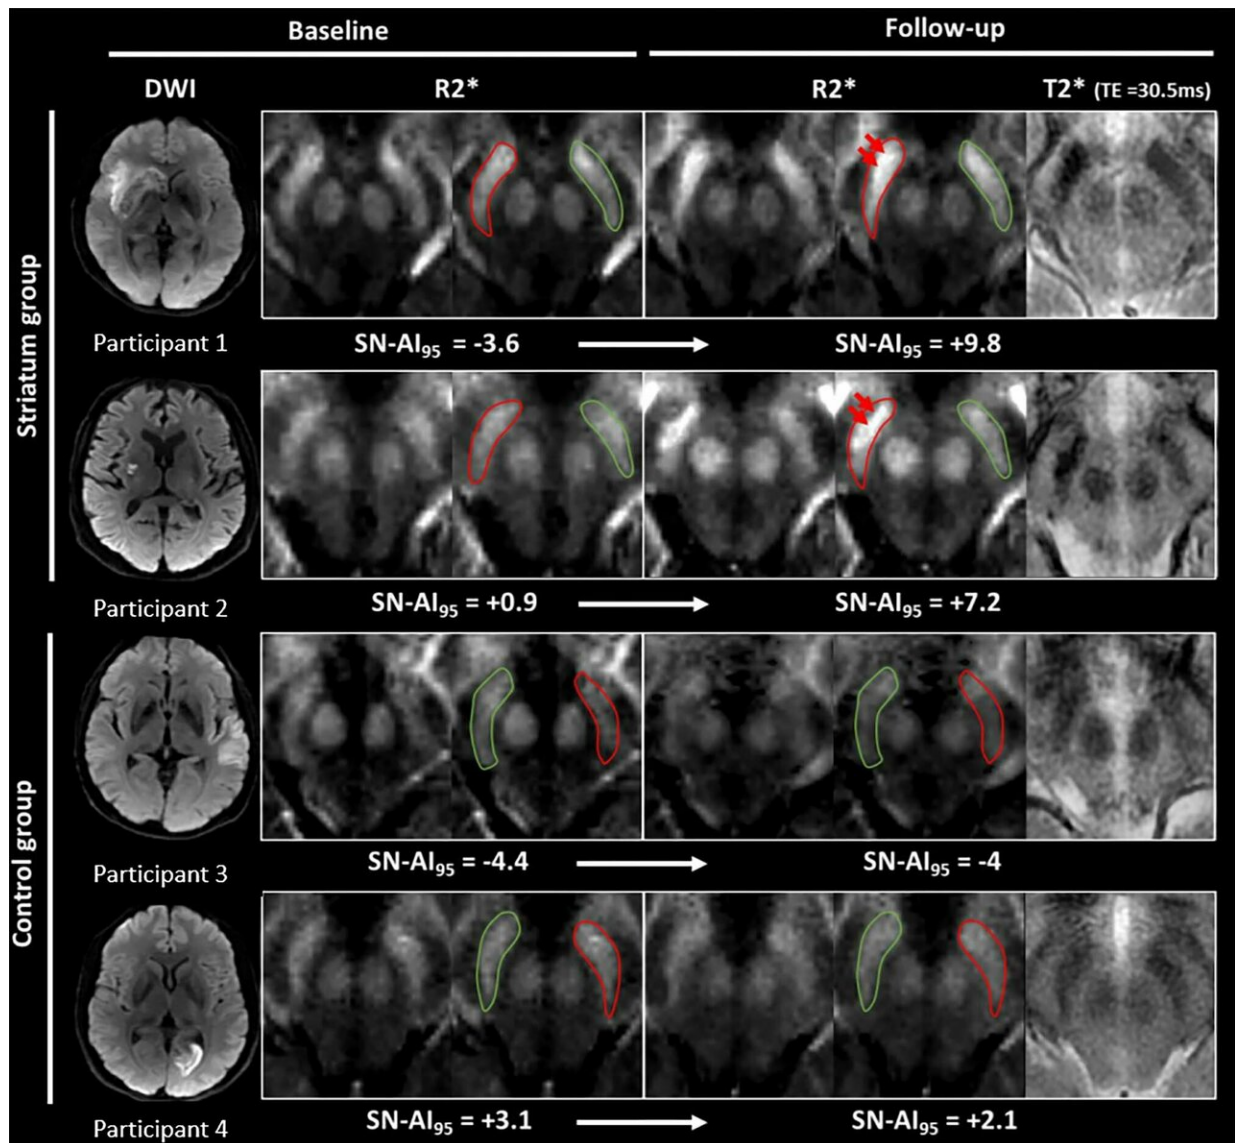 Baseline
Follow-up
DWI
R2*
R2*
T2* (TE =30.5ms)
Striatum group
Participant 1
SN-AI95 = -3.6
SN-AI95 = +9.8
Participant 2
SN-AI95 = +0.9
SN-AI95 = +7.2
Control group
Participant 3
SN-AI95 = -4.4
SN-AI95 = -4
Participant 4
SN-AI95 = +3.1
SN-AI95 = +2.1